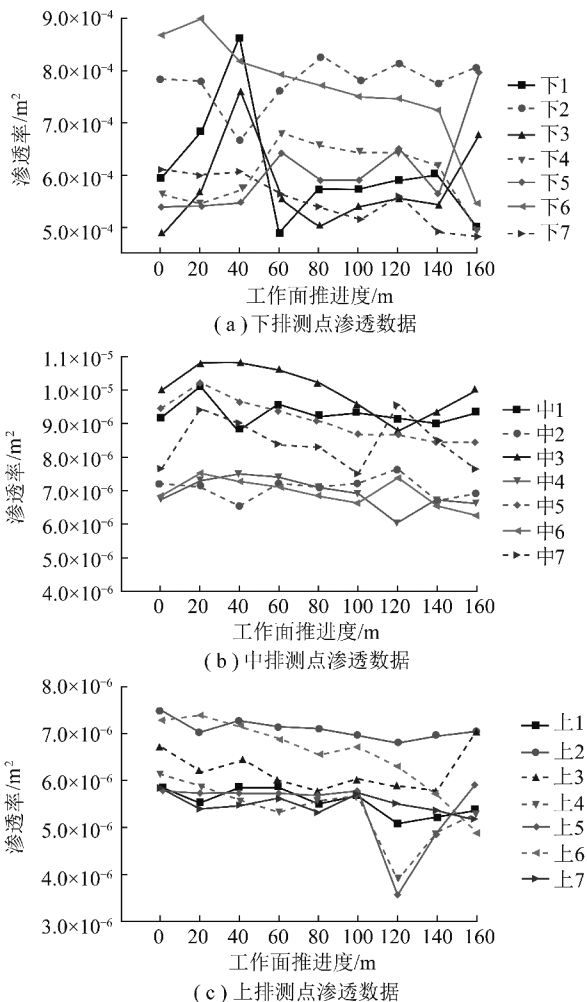 9.0×10⁻⁴
8.0×10⁻⁴
7.0×10⁻⁴
6.0×10⁻⁴
5.0×10⁻⁴
渗透率/m²
0 20 40 60 80 100 120 140 160
工作面推进度/m
下1
下2
下3
下4
下5
下6
下7
(a)下排测点渗透数据
1.1×10⁻⁵
1.0×10⁻⁵
9.0×10⁻⁶
8.0×10⁻⁶
7.0×10⁻⁶
6.0×10⁻⁶
5.0×10⁻⁶
4.0×10⁻⁶
渗透率/m²
0 20 40 60 80 100 120 140 160
工作面推进度/m
中1
中2
中3
中4
中5
中6
中7
(b)中排测点渗透数据
8.0×10⁻⁶
7.0×10⁻⁶
6.0×10⁻⁶
5.0×10⁻⁶
4.0×10⁻⁶
3.0×10⁻⁶
渗透率/m²
0 20 40 60 80 100 120 140 160
工作面推进度/m
上1
上2
上3
上4
上5
上6
上7
(c)上排测点渗透数据